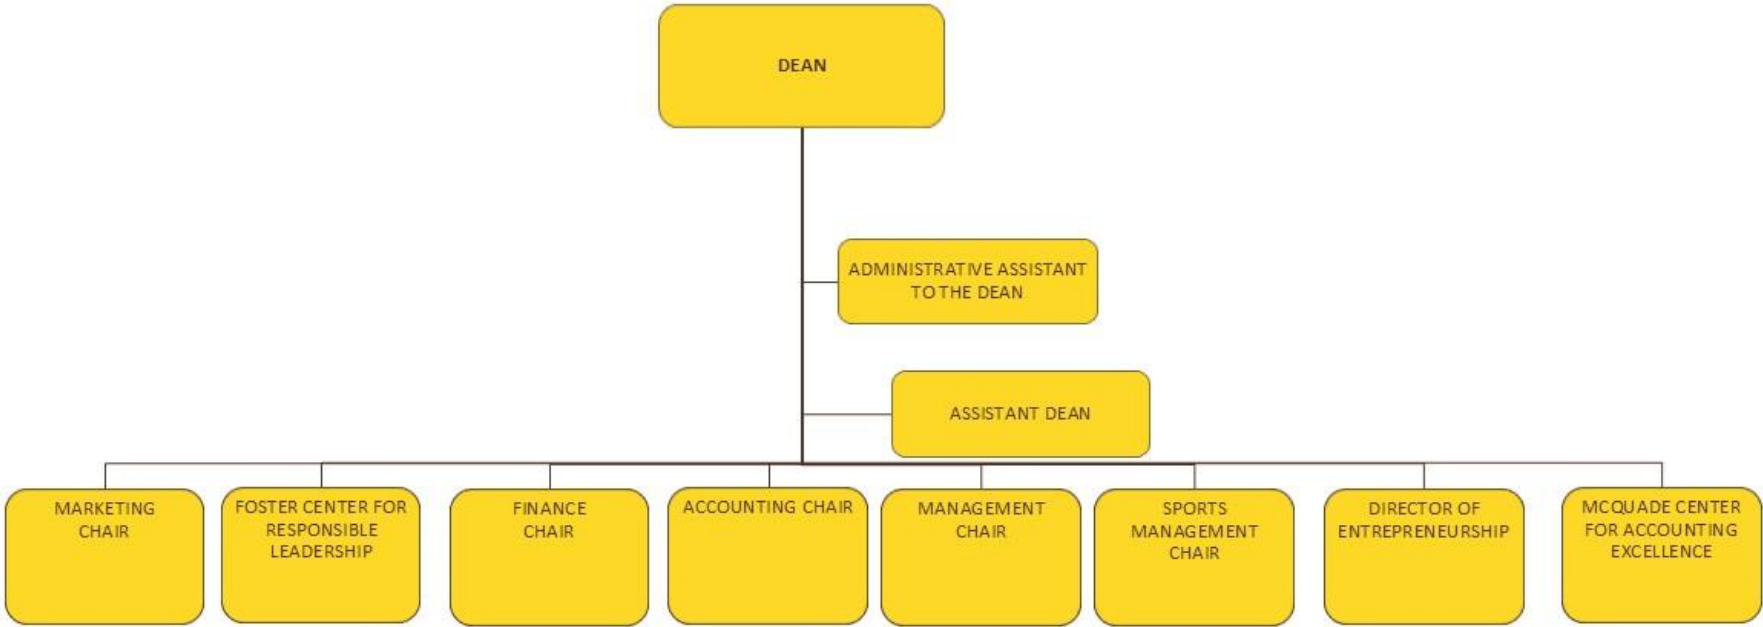 DEAN
ADMINISTRATIVE ASSISTANT
TO THE DEAN
ASSISTANT DEAN
MARKETING
CHAIR
FOSTER CENTER FOR
RESPONSIBLE
LEADERSHIP
FINANCE
CHAIR
ACCOUNTING CHAIR
MANAGEMENT
CHAIR
SPORTS
MANAGEMENT
CHAIR
DIRECTOR OF
ENTREPRENEURSHIP
MCQUADE CENTER
FOR ACCOUNTING
EXCELLENCE